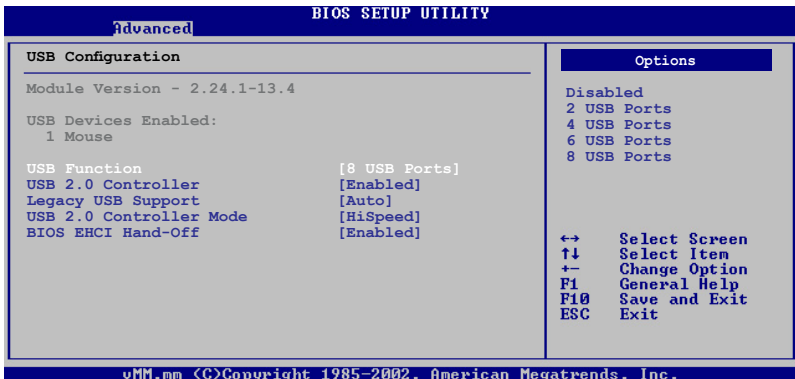 BIOS SETUP UTILITY
Advanced
USB Configuration
Module Version - 2.24.1-13.4
USB Devices Enabled:
1 Mouse
USB Function [8 USB Ports]
USB 2.0 Controller [Enabled]
Legacy USB Support [Auto]
USB 2.0 Controller Mode [HiSpeed]
BIOS EHCI Hand-Off [Enabled]
Options
Disabled
2 USB Ports
4 USB Ports
6 USB Ports
8 USB Ports
←→ Select Screen
↑↓ Select Item
+- Change Option
F1 General Help
F10 Save and Exit
ESC Exit
vMM.mm (C)Copyright 1985-2002, American Megatrends, Inc.